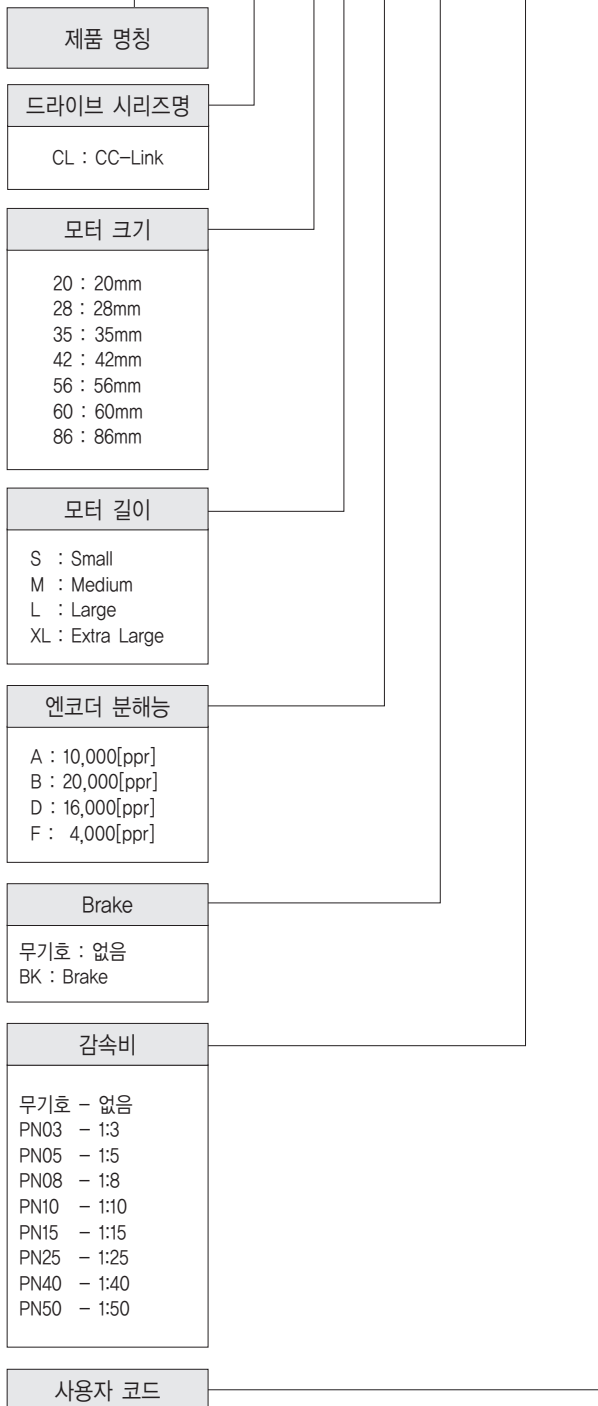 제품 명칭
드라이브 시리즈명
CL : CC-Link
모터 크기
20 : 20mm
28 : 28mm
35 : 35mm
42 : 42mm
56 : 56mm
60 : 60mm
86 : 86mm
모터 길이
S : Small
M : Medium
L : Large
XL : Extra Large
엔코더 분해능
A : 10,000[ppr]
B : 20,000[ppr]
D : 16,000[ppr]
F : 4,000[ppr]
Brake
무기호 : 없음
BK : Brake
감속비
무기호 - 없음
PN03 - 1:3
PN05 - 1:5
PN08 - 1:8
PN10 - 1:10
PN15 - 1:15
PN25 - 1:25
PN40 - 1:40
PN50 - 1:50
사용자 코드